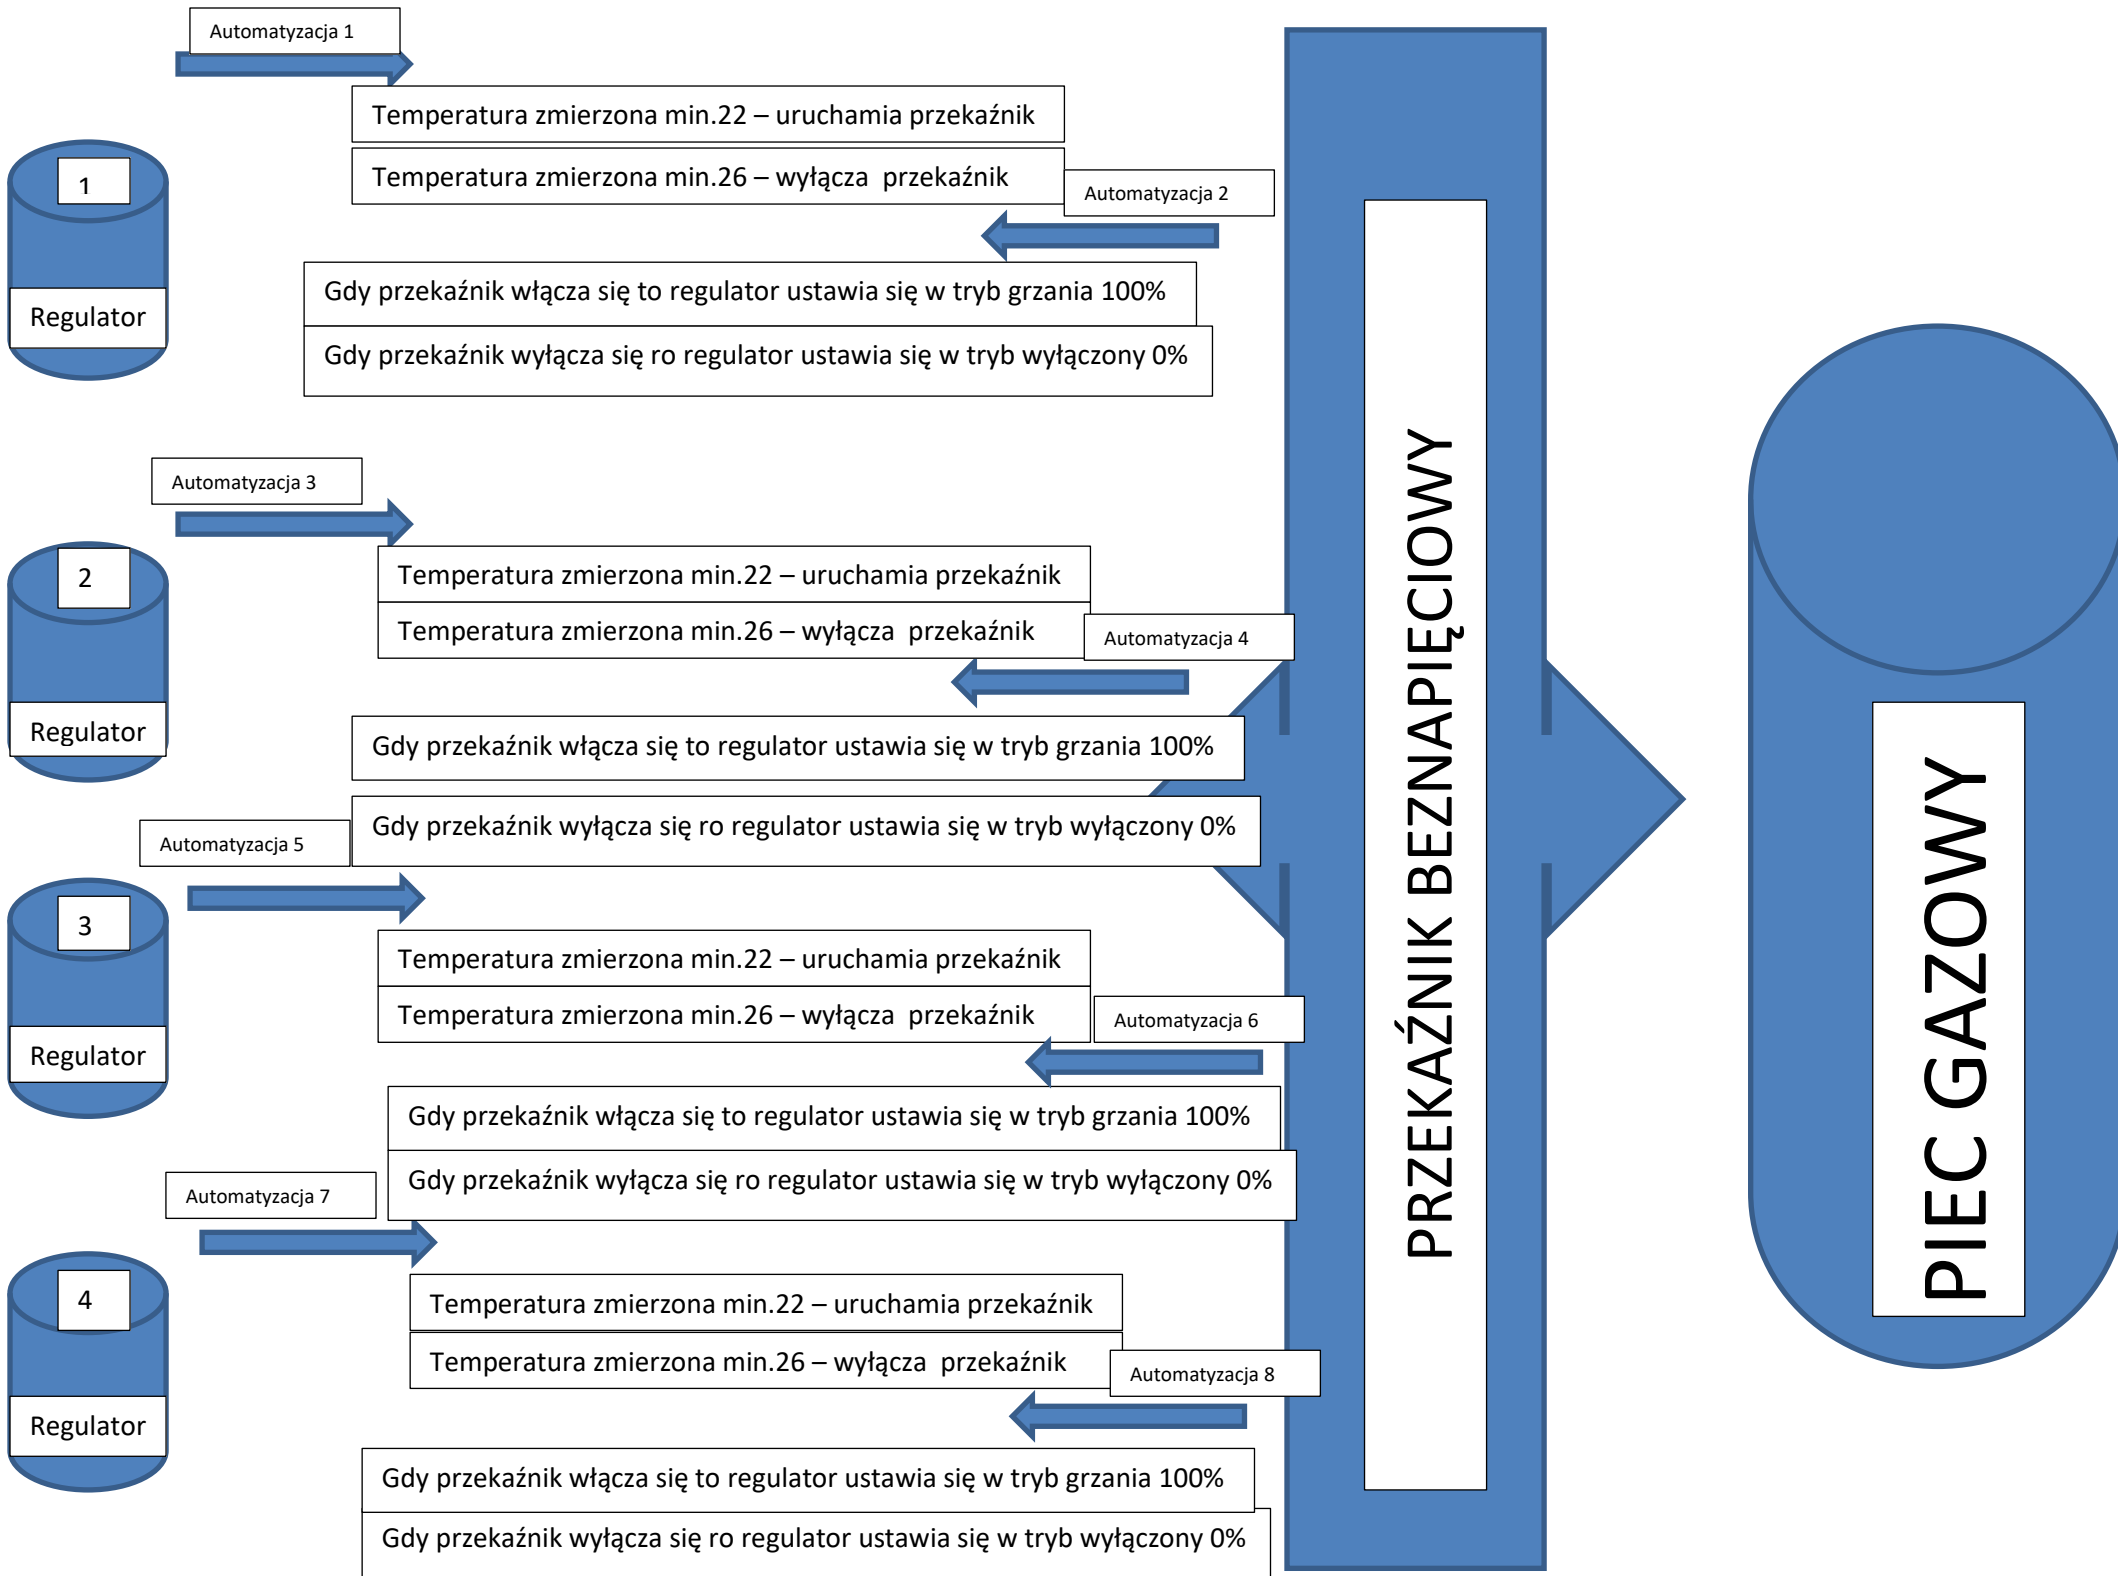 Automatyzacja 1
Temperatura zmierzona min.22 – uruchamia przekaźnik
1
Temperatura zmierzona min.26 – wyłącza  przekaźnik
Automatyzacja 2
Gdy przekaźnik włącza się to regulator ustawia się w tryb grzania 100%
Regulator
Gdy przekaźnik wyłącza się ro regulator ustawia się w tryb wyłączony 0%
Automatyzacja 3
2
Temperatura zmierzona min.22 – uruchamia przekaźnik
Temperatura zmierzona min.26 – wyłącza  przekaźnik
Automatyzacja 4
Regulator
Gdy przekaźnik włącza się to regulator ustawia się w tryb grzania 100%
Gdy przekaźnik wyłącza się ro regulator ustawia się w tryb wyłączony 0%
Automatyzacja 5
3
Temperatura zmierzona min.22 – uruchamia przekaźnik
Temperatura zmierzona min.26 – wyłącza  przekaźnik
Automatyzacja 6
Regulator
Gdy przekaźnik włącza się to regulator ustawia się w tryb grzania 100%
Gdy przekaźnik wyłącza się ro regulator ustawia się w tryb wyłączony 0%
Automatyzacja 7
4
Temperatura zmierzona min.22 – uruchamia przekaźnik
Temperatura zmierzona min.26 – wyłącza  przekaźnik
Automatyzacja 8
Regulator
Gdy przekaźnik włącza się to regulator ustawia się w tryb grzania 100%
Gdy przekaźnik wyłącza się ro regulator ustawia się w tryb wyłączony 0%
PRZEKAŹNIK BEZNAPIĘCIOWY
PIEC GAZOWY